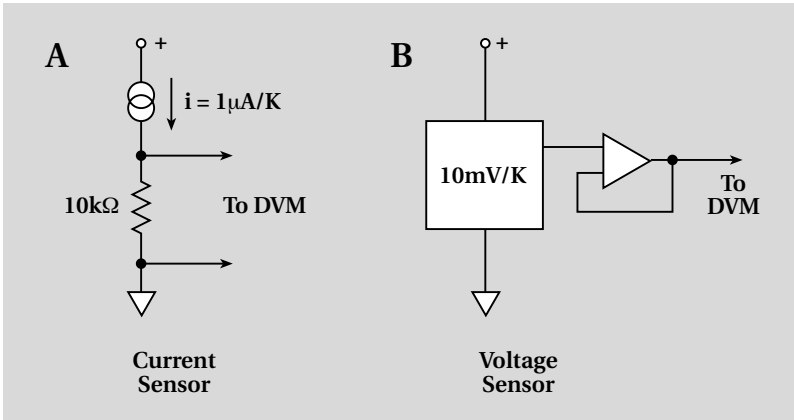 A
+
i = 1µA/K
10kΩ
To DVM
Current
Sensor
B
+
10mV/K
To
DVM
Voltage
Sensor